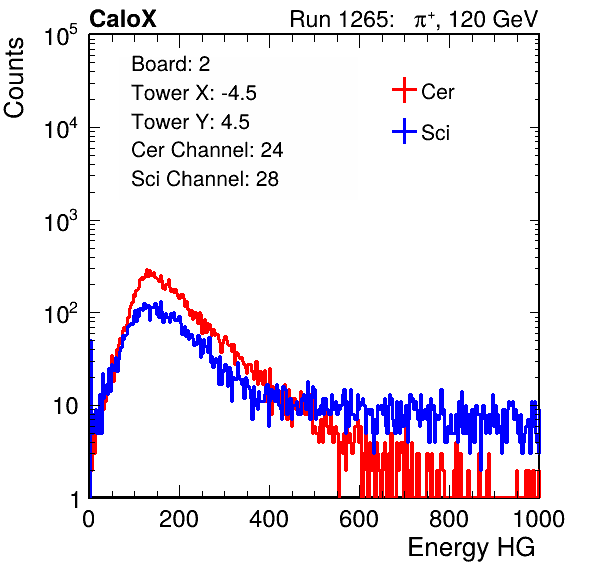 CaloX Run 1265: π⁺, 120 GeV
Counts
10⁵
10⁴
10³
10²
10
1
Board: 2
Tower X: -4.5
Tower Y: 4.5
Cer Channel: 24
Sci Channel: 28
Cer
Sci
0 200 400 600 800 1000
Energy HG